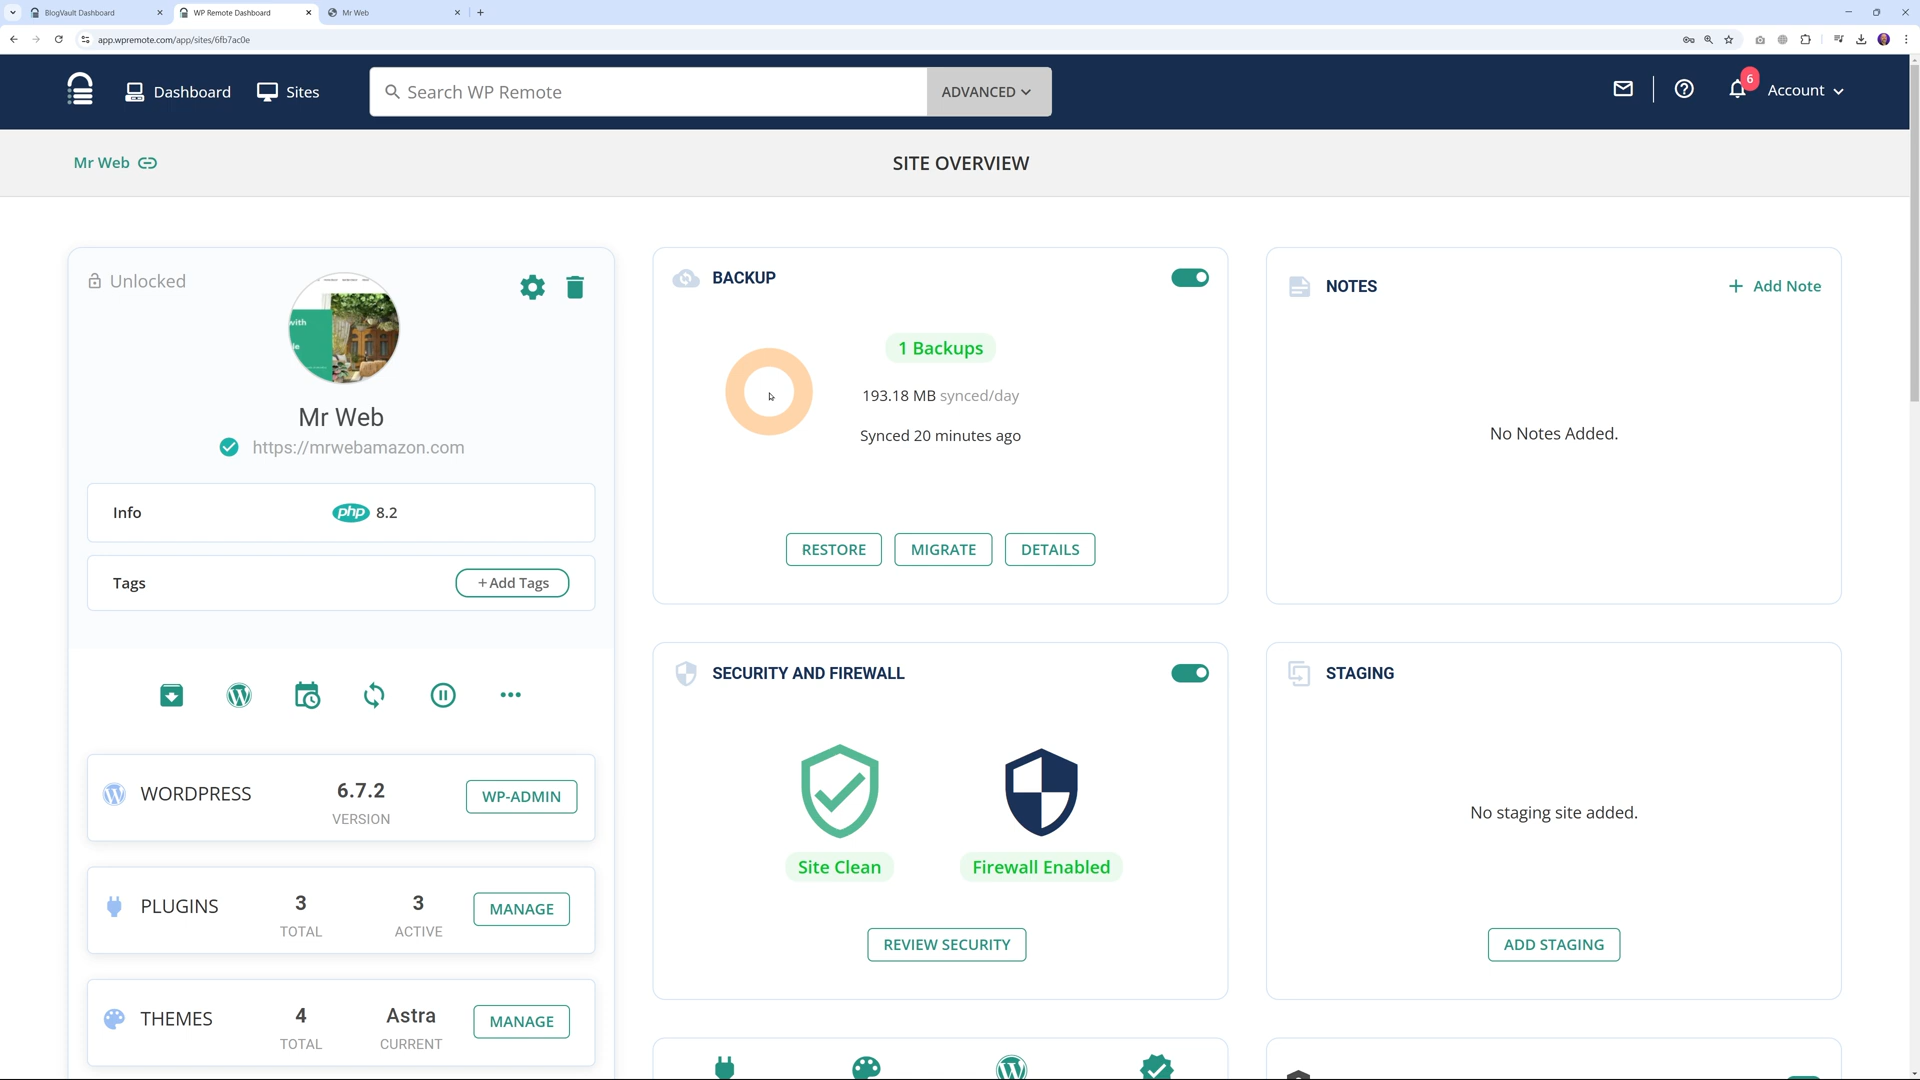 BlogVault Dashboard
WP Remote Dashboard
Mr Web
app.wpremote.com/app/sites/6fb7ac0e
Dashboard
Sites
Search WP Remote
ADVANCED
6
Account
Mr Web
SITE OVERVIEW
Unlocked
with
Mr Web
https://mrwebamazon.com
Info
php 8.2
Tags
+ Add Tags
WORDPRESS
6.7.2
VERSION
WP-ADMIN
PLUGINS
3
TOTAL
3
ACTIVE
MANAGE
THEMES
4
TOTAL
Astra
CURRENT
MANAGE
BACKUP
1 Backups
193.18 MB synced/day
Synced 20 minutes ago
RESTORE
MIGRATE
DETAILS
NOTES
+ Add Note
No Notes Added.
SECURITY AND FIREWALL
Site Clean
Firewall Enabled
REVIEW SECURITY
STAGING
No staging site added.
ADD STAGING